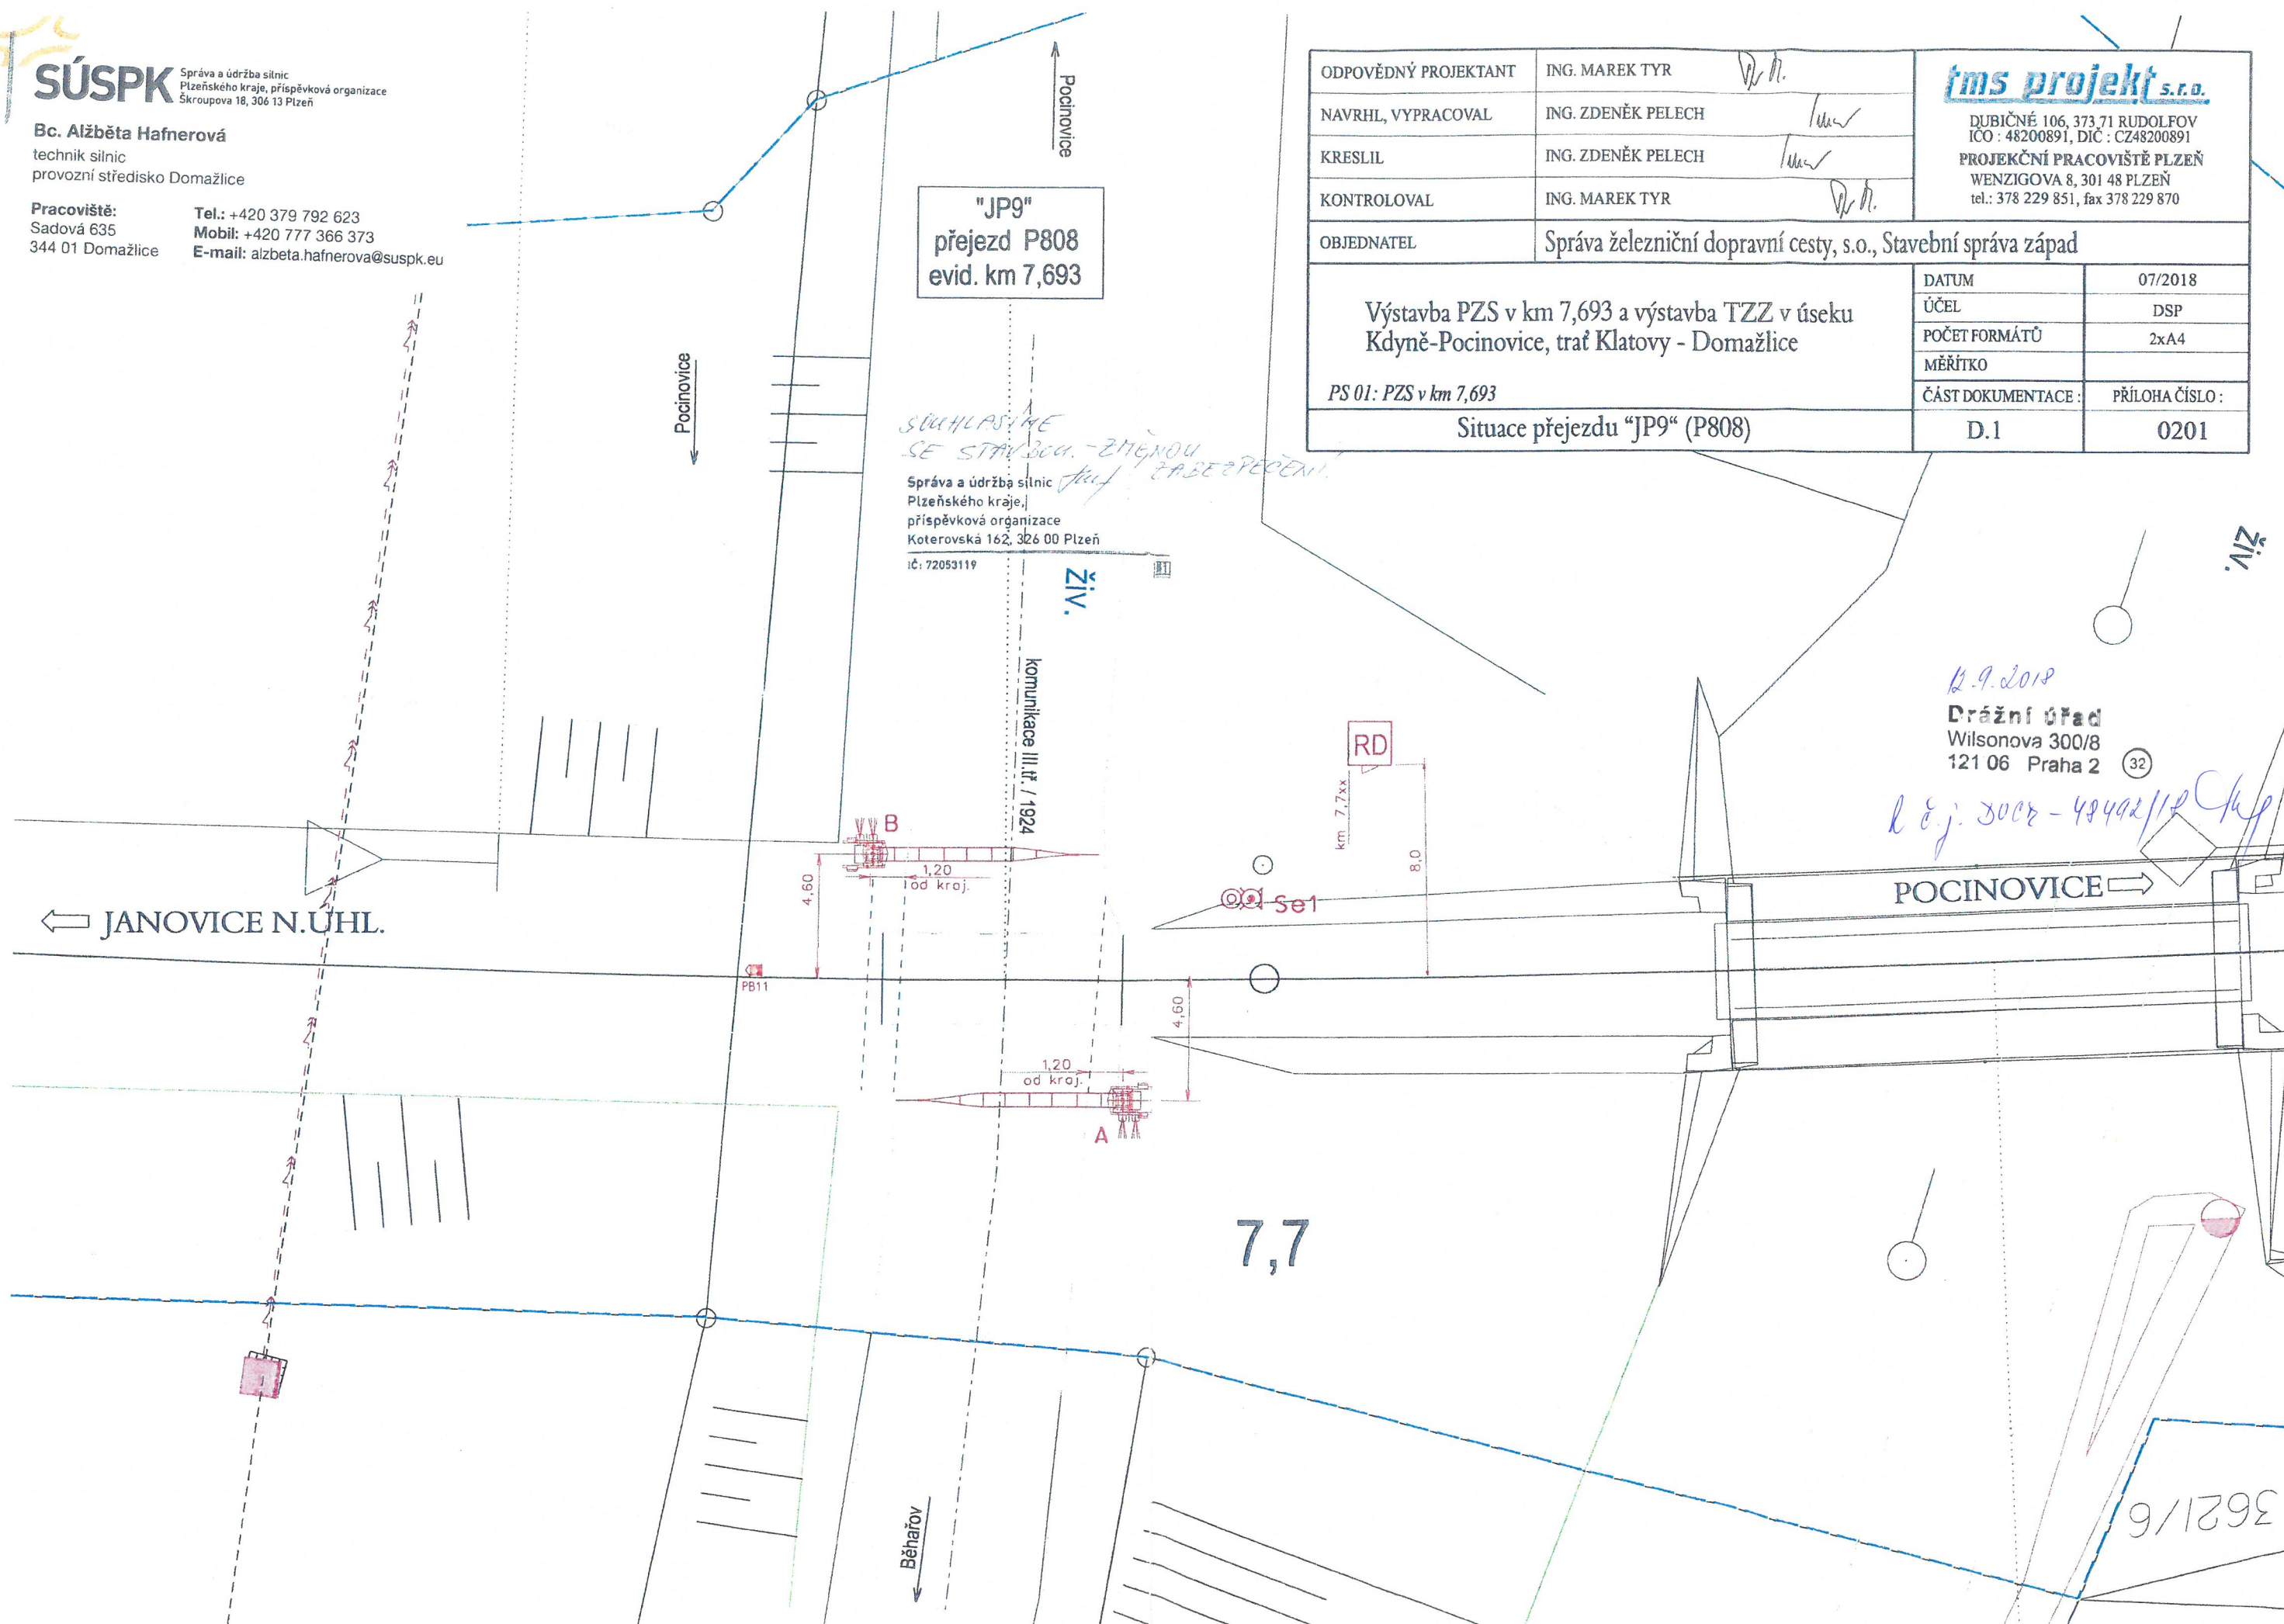 SÚSPK
Správa a údržba silnic
Plzeňského kraje, příspěvková organizace
Škroupova 18, 306 13 Plzeň
Bc. Alžběta Hafnerová
technik silnic
provozní středisko Domažlice
Pracoviště:
Sadová 635
344 01 Domažlice
Tel.: +420 379 792 623
Mobil: +420 777 366 373
E-mail: alzbeta.hafnerova@suspk.eu
Pocinovice
"JP9"
přejezd P808
evid. km 7,693
Pocinovice
ODPOVĚDNÝ PROJEKTANT ING. MAREK TYR
NAVRHL, VYPRACOVAL ING. ZDENĚK PELECH
KRESLIL ING. ZDENĚK PELECH
KONTROLOVAL ING. MAREK TYR
tms projekt s.r.o.
DUBIČNÉ 106, 373 71 RUDOLFOV
IČO : 48200891, DIČ : CZ48200891
PROJEKČNÍ PRACOVIŠTĚ PLZEŇ
WENZIGOVA 8, 301 48 PLZEŇ
tel.: 378 229 851, fax 378 229 870
OBJEDNATEL Správa železniční dopravní cesty, s.o., Stavební správa západ
Výstavba PZS v km 7,693 a výstavba TZZ v úseku
Kdyně-Pocinovice, trať Klatovy - Domažlice
PS 01: PZS v km 7,693
Situace přejezdu “JP9“ (P808)
DATUM 07/2018
ÚČEL DSP
POČET FORMÁTŮ 2xA4
MĚŘÍTKO
ČÁST DOKUMENTACE : PŘÍLOHA ČÍSLO :
D.1 0201
SOUHLASÍME
SE STAVBOU - ZMĚNOU
ZABEZPEČENÍ
Správa a údržba silnic
Plzeňského kraje,
příspěvková organizace
Koterovská 162, 326 00 Plzeň
IČ: 72053119
81
ŽIV.
ŽIV.
komunikace III.tř. / 1924
12.9.2018
Drážní úřad
Wilsonova 300/8
121 06 Praha 2 32
k č.j. DUCR - 48492/18
RD
km 7,7xx
8,0
B
1,20
od kraj.
4,60
Se1
POCINOVICE
JANOVICE N.ÚHL.
PB11
4,60
1,20
od kraj.
A
7,7
Běhařov
3621/6